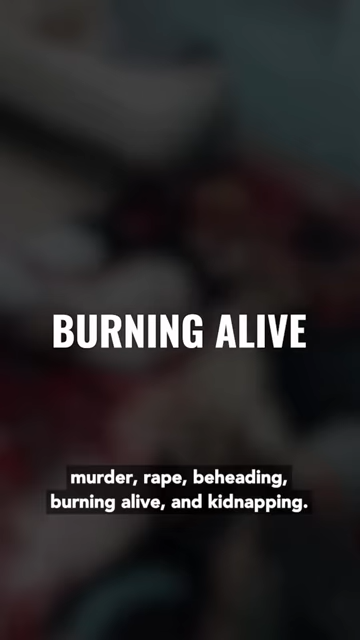 BURNING ALIVE
murder, rape, beheading,
burning alive, and kidnapping.